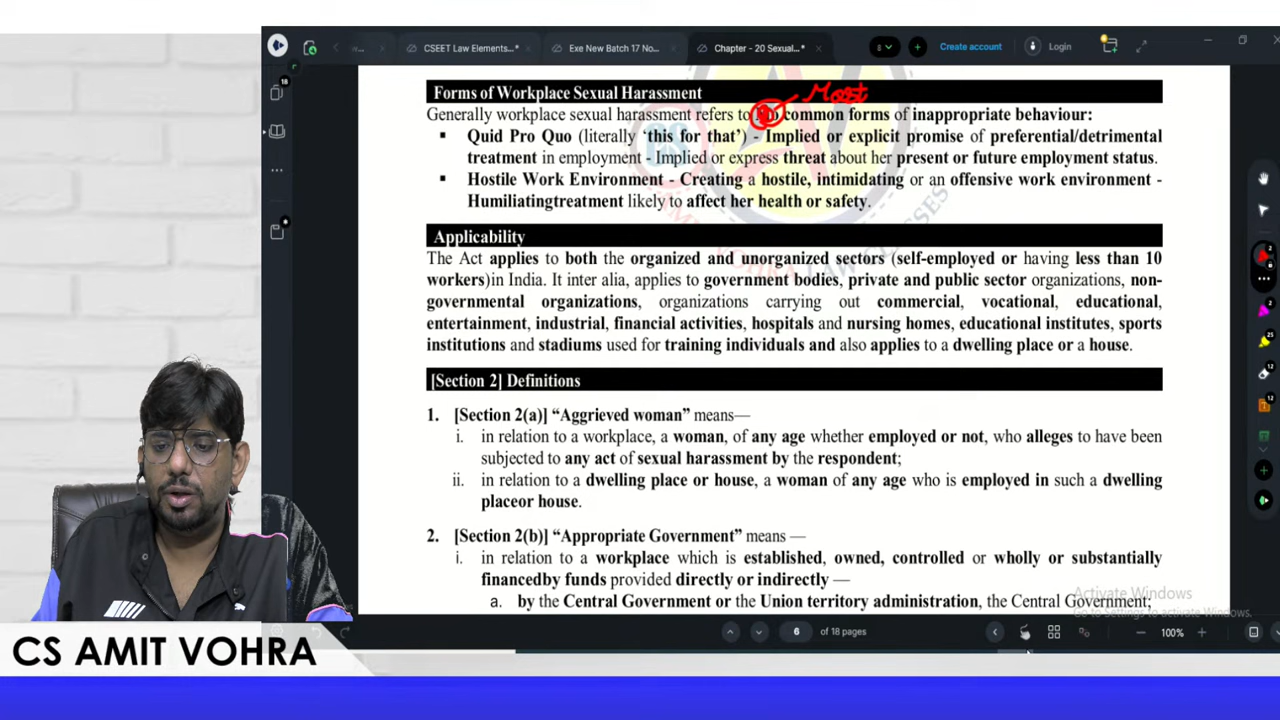 CSEET Law Elements...*
Exe New Batch 17 No...
Chapter - 20 Sexual...*
8
Create account
Login
Forms of Workplace Sexual Harassment
Most
Generally workplace sexual harassment refers to common forms of inappropriate behaviour:
▪ Quid Pro Quo (literally ‘this for that’) - Implied or explicit promise of preferential/detrimental
treatment in employment - Implied or express threat about her present or future employment status.
▪ Hostile Work Environment - Creating a hostile, intimidating or an offensive work environment -
Humiliatingtreatment likely to affect her health or safety.
Applicability
The Act applies to both the organized and unorganized sectors (self-employed or having less than 10
workers)in India. It inter alia, applies to government bodies, private and public sector organizations, non-
governmental organizations, organizations carrying out commercial, vocational, educational,
entertainment, industrial, financial activities, hospitals and nursing homes, educational institutes, sports
institutions and stadiums used for training individuals and also applies to a dwelling place or a house.
[Section 2] Definitions
1. [Section 2(a)] “Aggrieved woman” means—
i. in relation to a workplace, a woman, of any age whether employed or not, who alleges to have been
subjected to any act of sexual harassment by the respondent;
ii. in relation to a dwelling place or house, a woman of any age who is employed in such a dwelling
placeor house.
2. [Section 2(b)] “Appropriate Government” means —
i. in relation to a workplace which is established, owned, controlled or wholly or substantially
financedby funds provided directly or indirectly —
a. by the Central Government or the Union territory administration, the Central Government;
Activate Windows
Go to Settings to activate Windows.
6 of 18 pages
100%
CS AMIT VOHRA